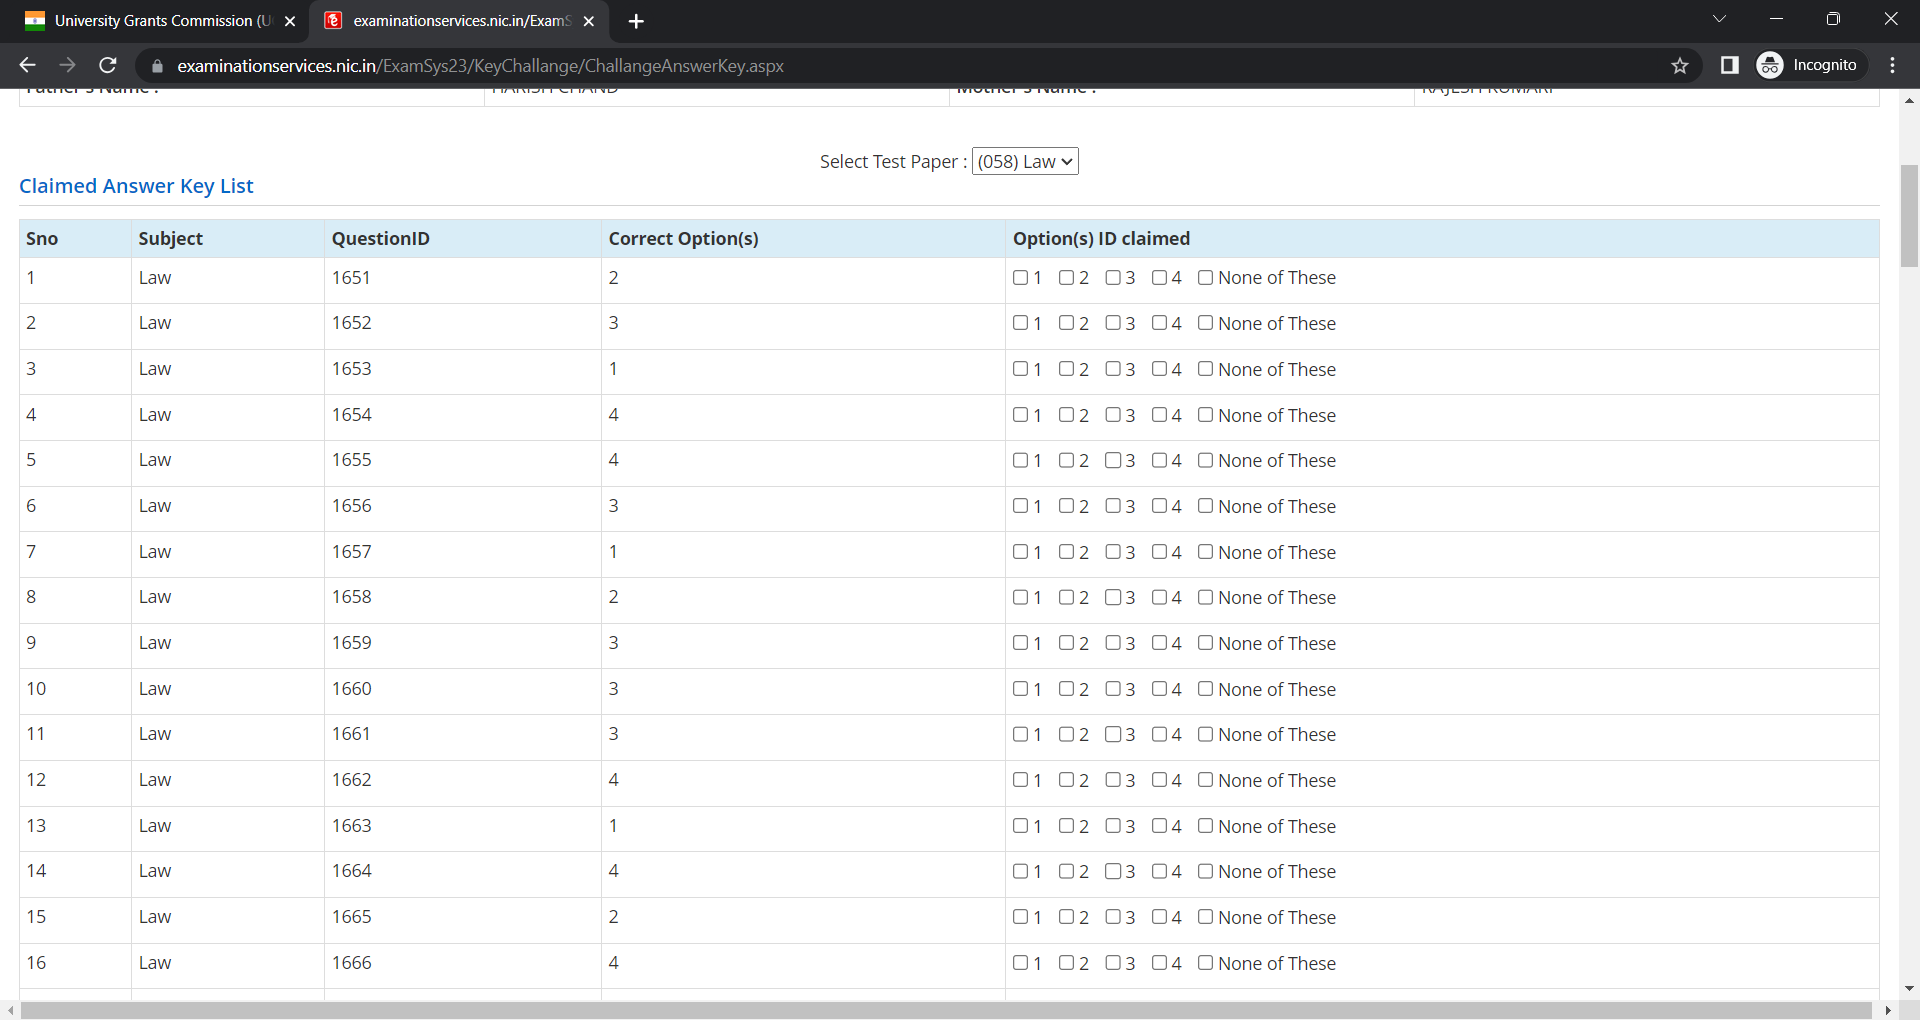 University Grants Commission (U
examinationservices.nic.in/ExamS
examinationservices.nic.in/ExamSys23/KeyChallange/ChallangeAnswerKey.aspx
Incognito
Father's Name : HARISH CHAND Mother's Name : RAJESH KUMARI
Select Test Paper : (058) Law
Claimed Answer Key List
Sno Subject QuestionID Correct Option(s) Option(s) ID claimed
1 Law 1651 2 1 2 3 4 None of These
2 Law 1652 3 1 2 3 4 None of These
3 Law 1653 1 1 2 3 4 None of These
4 Law 1654 4 1 2 3 4 None of These
5 Law 1655 4 1 2 3 4 None of These
6 Law 1656 3 1 2 3 4 None of These
7 Law 1657 1 1 2 3 4 None of These
8 Law 1658 2 1 2 3 4 None of These
9 Law 1659 3 1 2 3 4 None of These
10 Law 1660 3 1 2 3 4 None of These
11 Law 1661 3 1 2 3 4 None of These
12 Law 1662 4 1 2 3 4 None of These
13 Law 1663 1 1 2 3 4 None of These
14 Law 1664 4 1 2 3 4 None of These
15 Law 1665 2 1 2 3 4 None of These
16 Law 1666 4 1 2 3 4 None of These